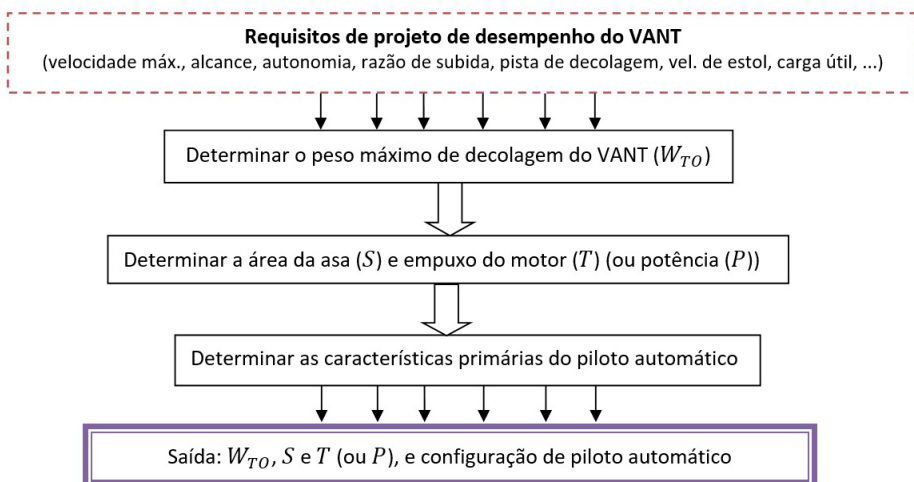 Requisitos de projeto de desempenho do VANT
(velocidade máx., alcance, autonomia, razão de subida, pista de decolagem, vel. de estol, carga útil, ...)
Determinar o peso máximo de decolagem do VANT (W_TO)
Determinar a área da asa (S) e empuxo do motor (T) (ou potência (P))
Determinar as características primárias do piloto automático
Saída: W_TO, S e T (ou P), e configuração de piloto automático